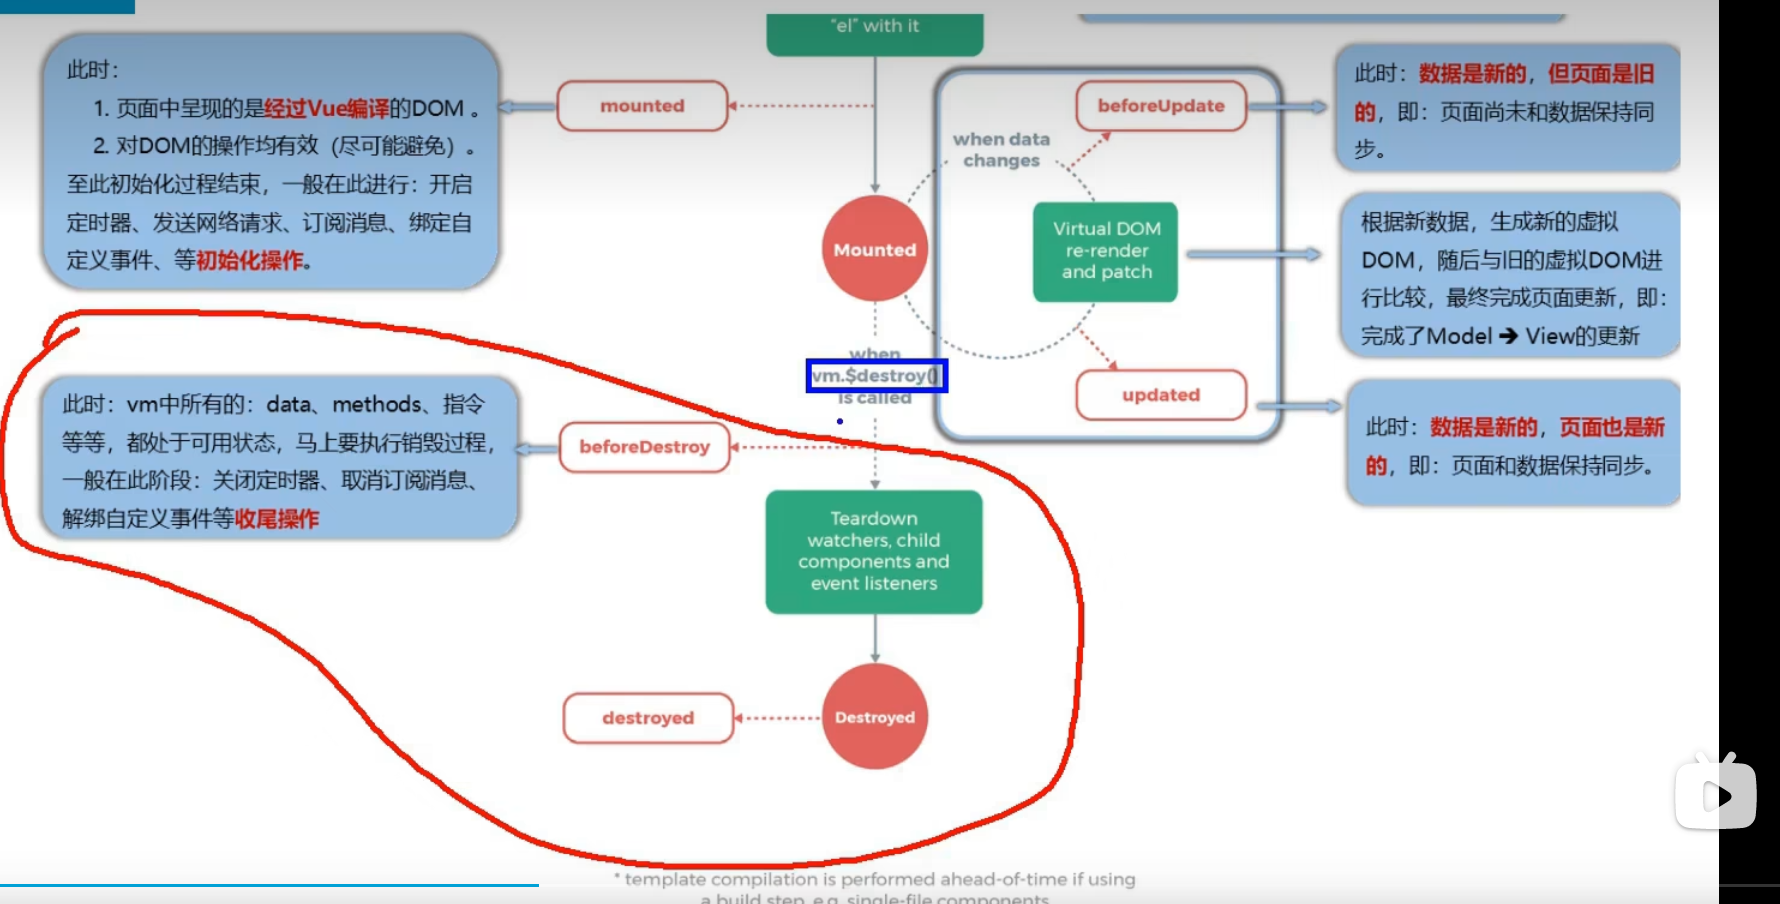 "el" with it
此时：
1. 页面中呈现的是经过Vue编译的DOM。
2. 对DOM的操作均有效（尽可能避免）。
至此初始化过程结束，一般在此进行：开启
定时器、发送网络请求、订阅消息、绑定自
定义事件、等初始化操作。
mounted
beforeUpdate
此时：数据是新的，但页面是旧
的，即：页面尚未和数据保持同
步。
when data
changes
Mounted
Virtual DOM
re-render
and patch
根据新数据，生成新的虚拟
DOM，随后与旧的虚拟DOM进
行比较，最终完成页面更新，即：
完成了Model ➔ View的更新
when
vm.$destroy()
is called
updated
此时：数据是新的，页面也是新
的，即：页面和数据保持同步。
此时：vm中所有的：data、methods、指令
等等，都处于可用状态，马上要执行销毁过程，
一般在此阶段：关闭定时器、取消订阅消息、
解绑自定义事件等收尾操作
beforeDestroy
Teardown
watchers, child
components and
event listeners
destroyed
Destroyed
* template compilation is performed ahead-of-time if using
a build step, e.g. single-file components